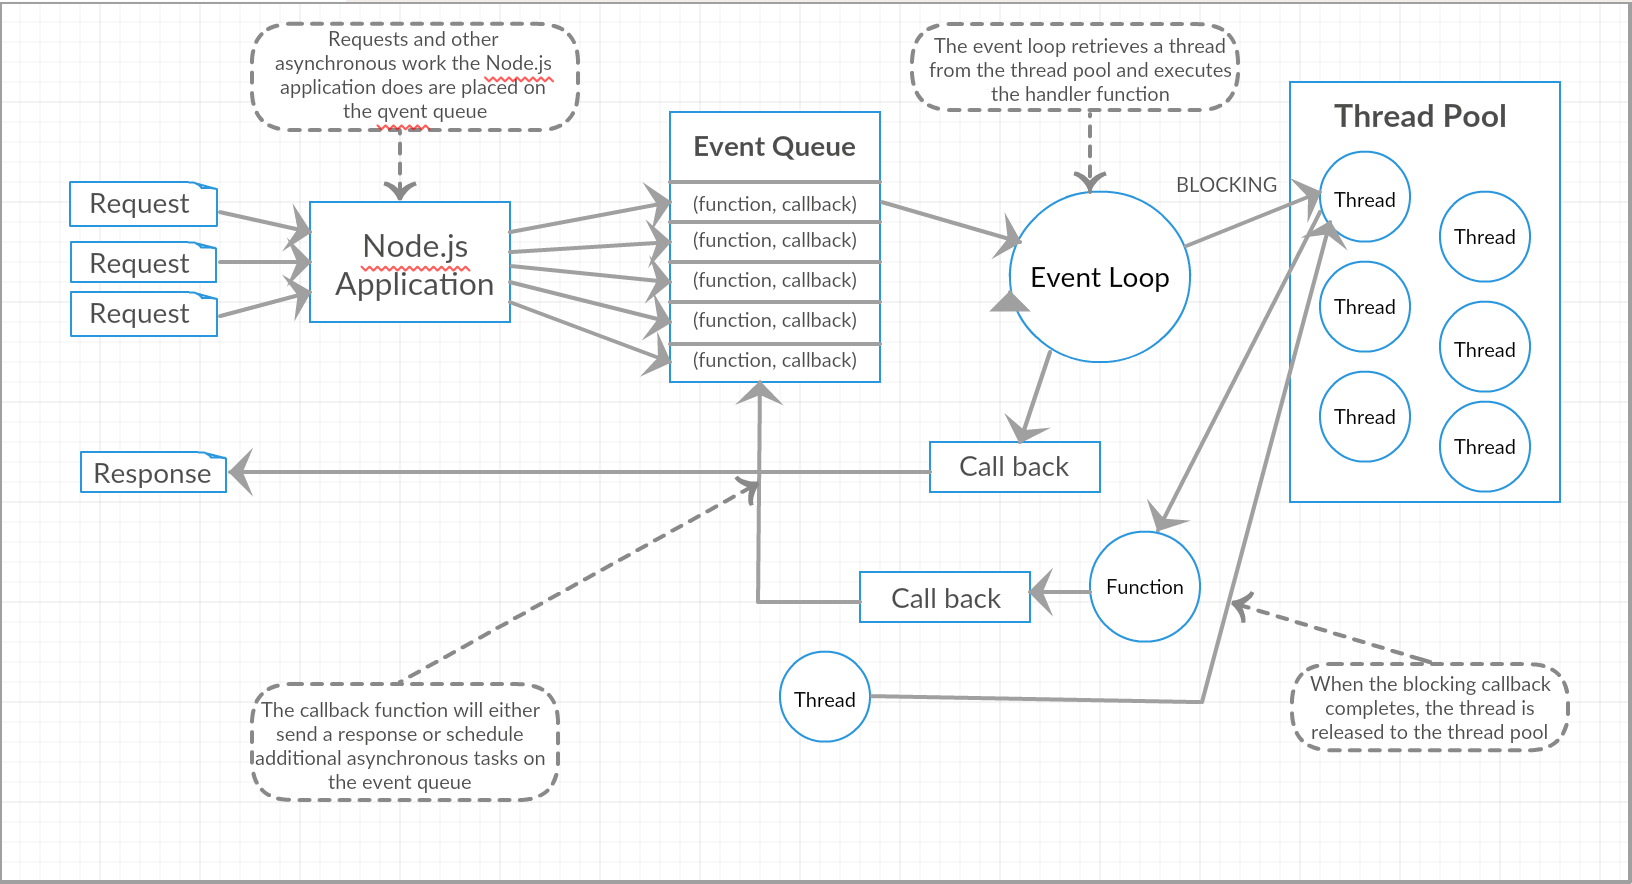 Requests and other
asynchronous work the Node.js
application does are placed on
the qvent queue
The event loop retrieves a thread
from the thread pool and executes
the handler function
Thread Pool
Event Queue
BLOCKING
Request
Request
Request
Node.js
Application
(function, callback)
(function, callback)
(function, callback)
(function, callback)
(function, callback)
Event Loop
Thread
Thread
Thread
Thread
Thread
Thread
Response
Call back
Call back
Function
Thread
The callback function will either
send a response or schedule
additional asynchronous tasks on
the event queue
When the blocking callback
completes, the thread is
released to the thread pool